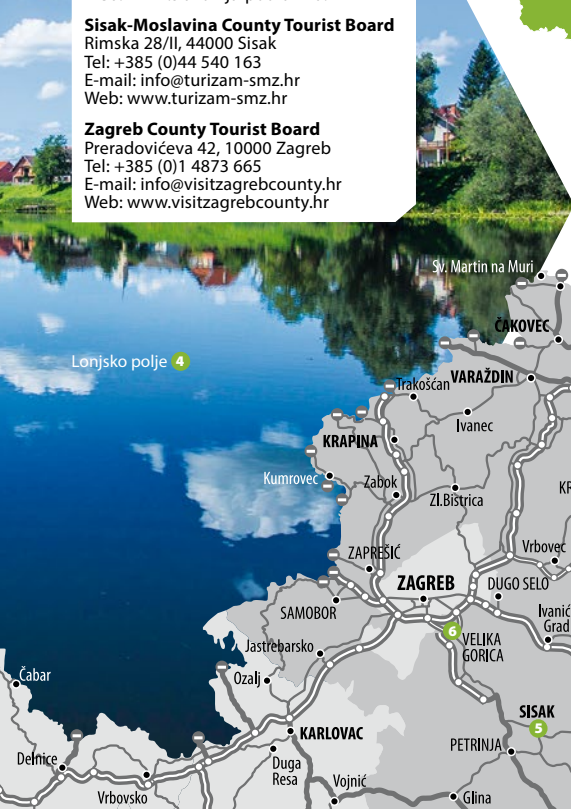 Sisak-Moslavina County Tourist Board
Rimska 28/II, 44000 Sisak
Tel: +385 (0)44 540 163
E-mail: info@turizam-smz.hr
Web: www.turizam-smz.hr
Zagreb County Tourist Board
Preradovićeva 42, 10000 Zagreb
Tel: +385 (0)1 4873 665
E-mail: info@visitzagrebcounty.hr
Web: www.visitzagrebcounty.hr
Sv. Martin na Muri
ČAKOVEC
Lonjsko polje 4
Trakošćan
VARAŽDIN
Ivanec
KRAPINA
Kumrovec
Zabok
Zl.Bistrica
KR
ZAPREŠIĆ
Vrbovec
ZAGREB
DUGO SELO
SAMOBOR
Ivanić
Grad
6
VELIKA
GORICA
Jastrebarsko
Čabar
Ozalj
SISAK
5
KARLOVAC
PETRINJA
Delnice
Duga
Resa
Vojnić
Vrbovsko
Glina